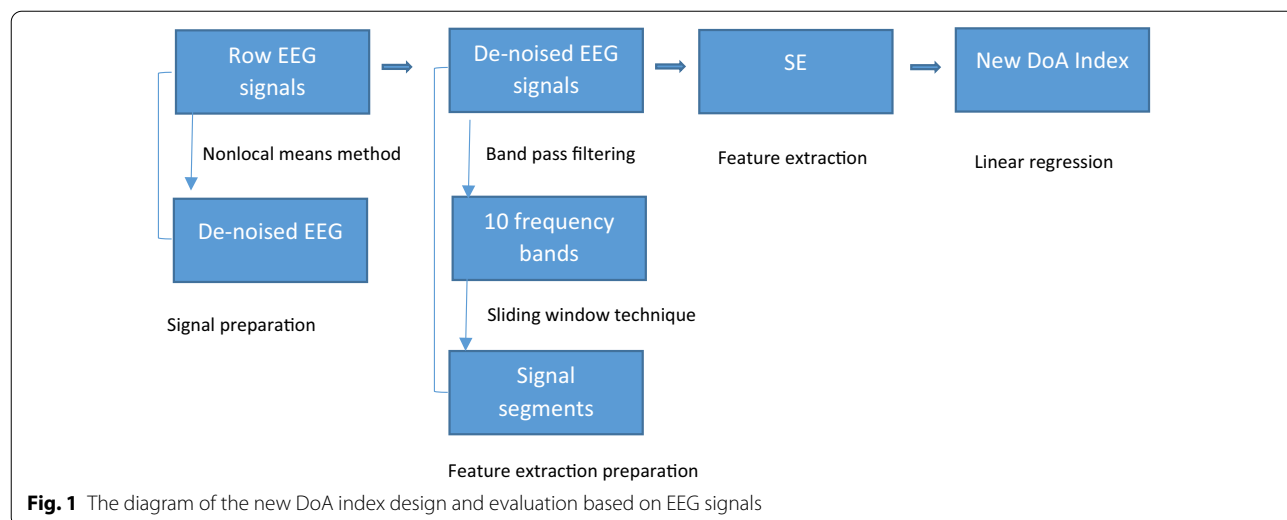 Row EEG
signals
De-noised EEG
signals
SE
New DoA Index
Nonlocal means method
Band pass filtering
Feature extraction
Linear regression
De-noised EEG
10 frequency
bands
Signal preparation
Sliding window technique
Signal
segments
Feature extraction preparation
Fig. 1 The diagram of the new DoA index design and evaluation based on EEG signals